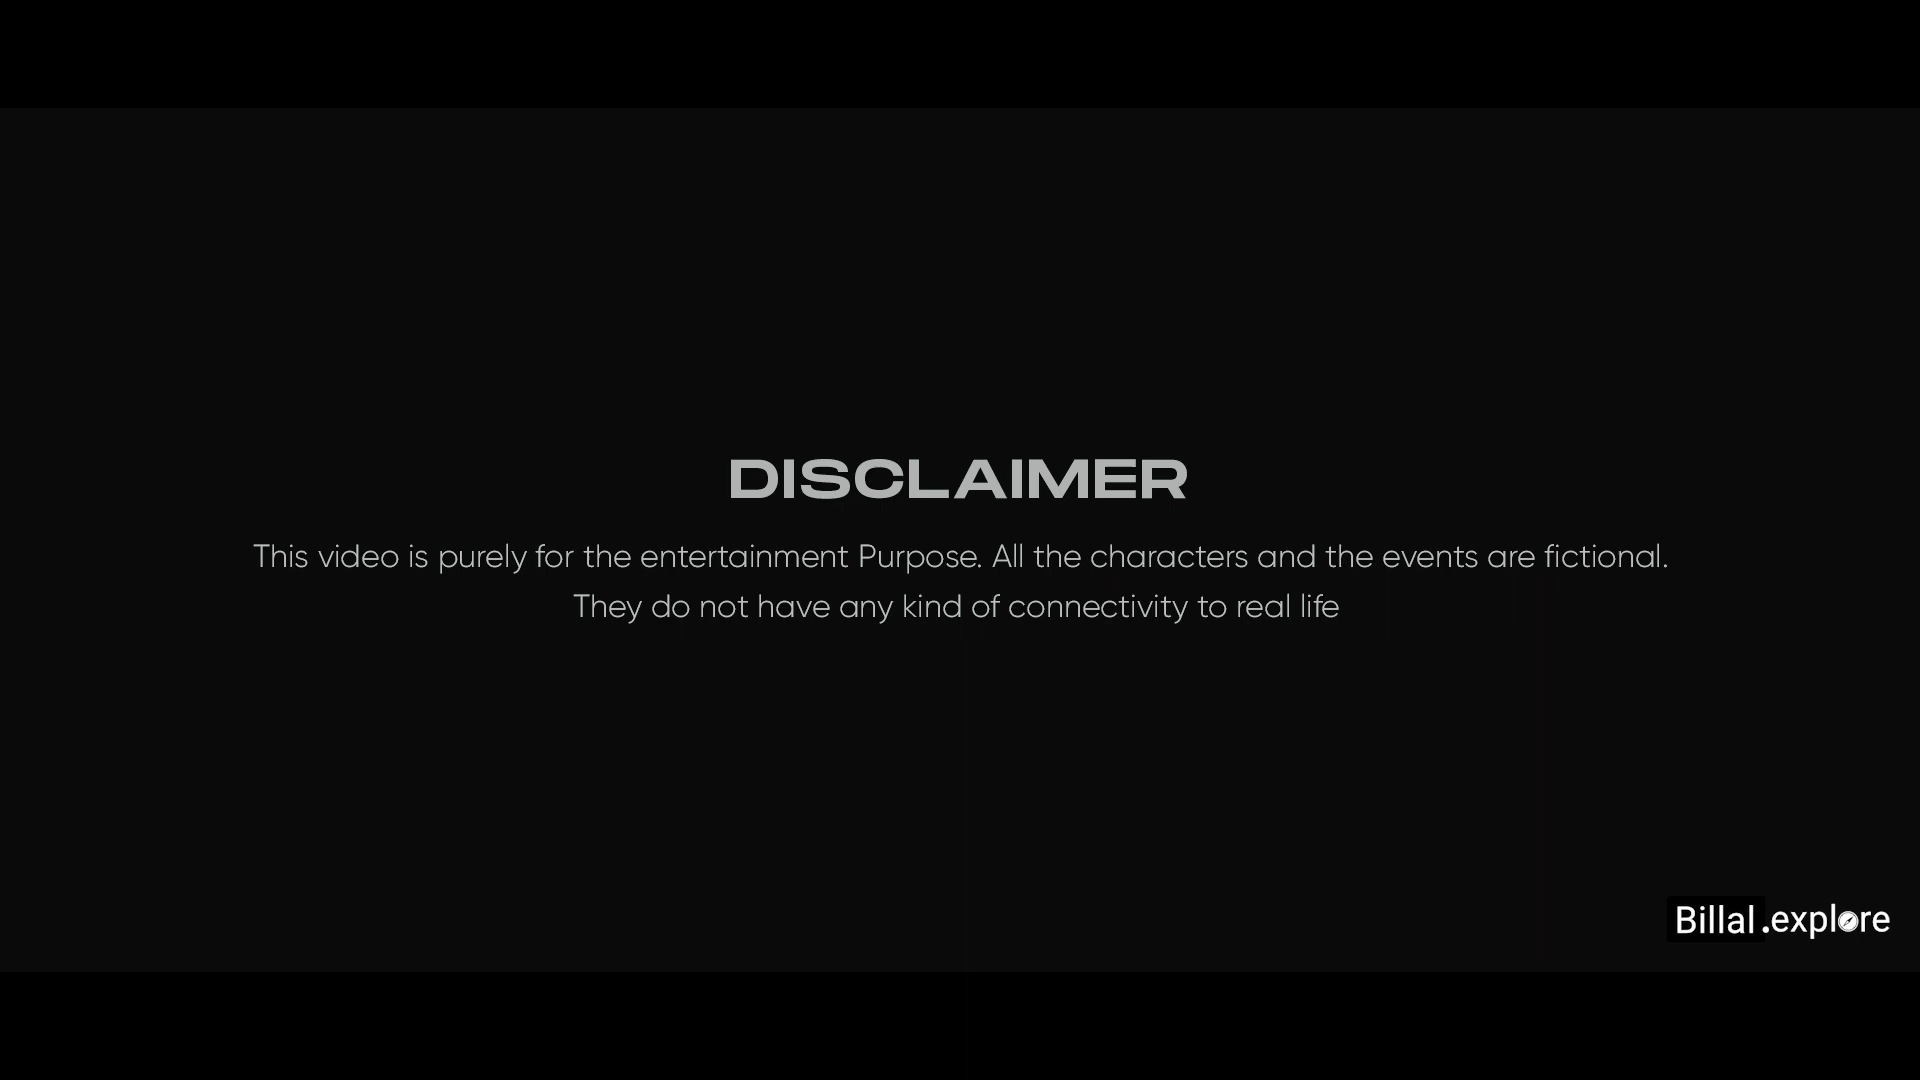 DISCLAIMER
This video is purely for the entertainment Purpose. All the characters and the events are fictional.
They do not have any kind of connectivity to real life
Billal.explore